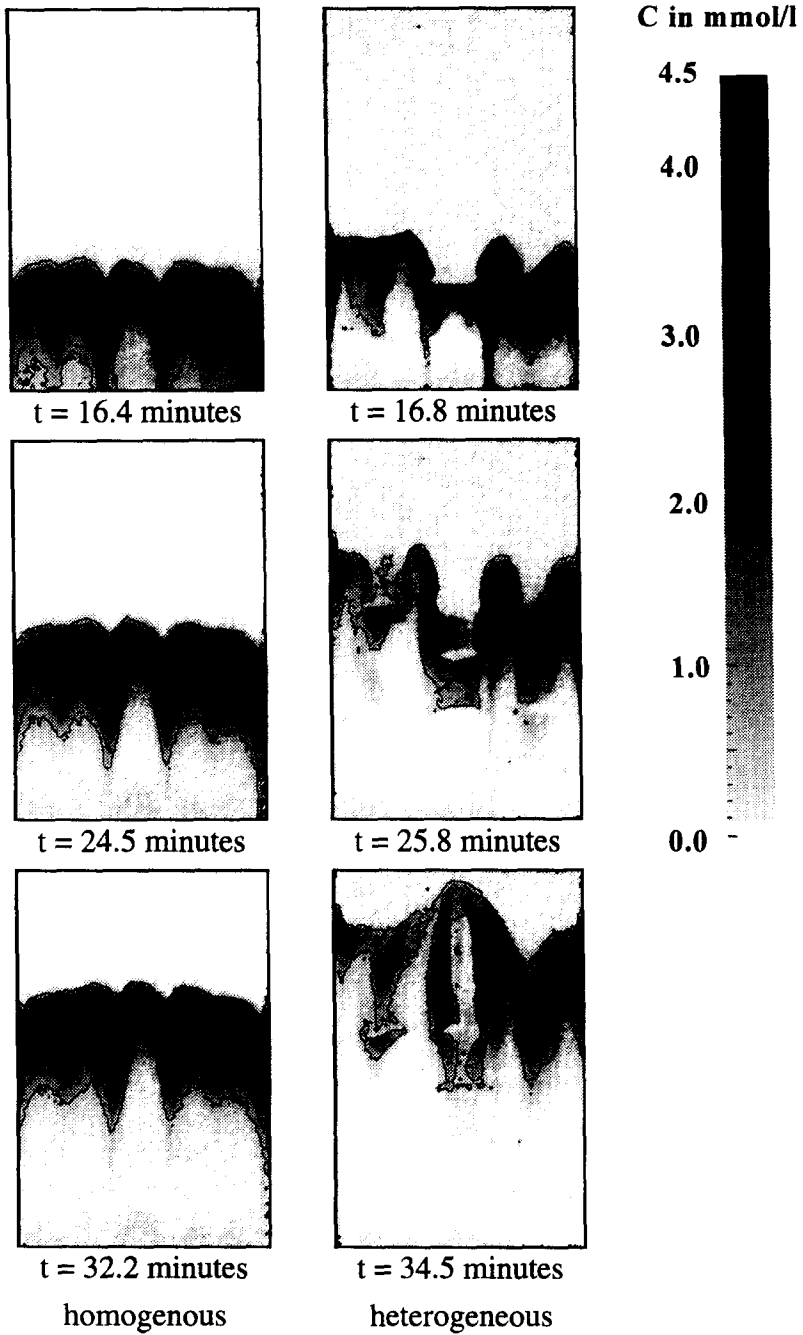 C in mmol/l
4.5
4.0
3.0
2.0
1.0
0.0
t = 16.4 minutes
t = 16.8 minutes
t = 24.5 minutes
t = 25.8 minutes
t = 32.2 minutes
t = 34.5 minutes
homogenous
heterogeneous